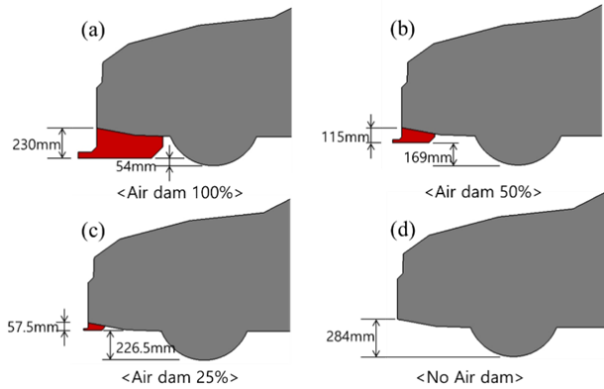 (a)
230mm
54mm
<Air dam 100%>
(b)
115mm
169mm
<Air dam 50%>
(c)
57.5mm
226.5mm
<Air dam 25%>
(d)
284mm
<No Air dam>